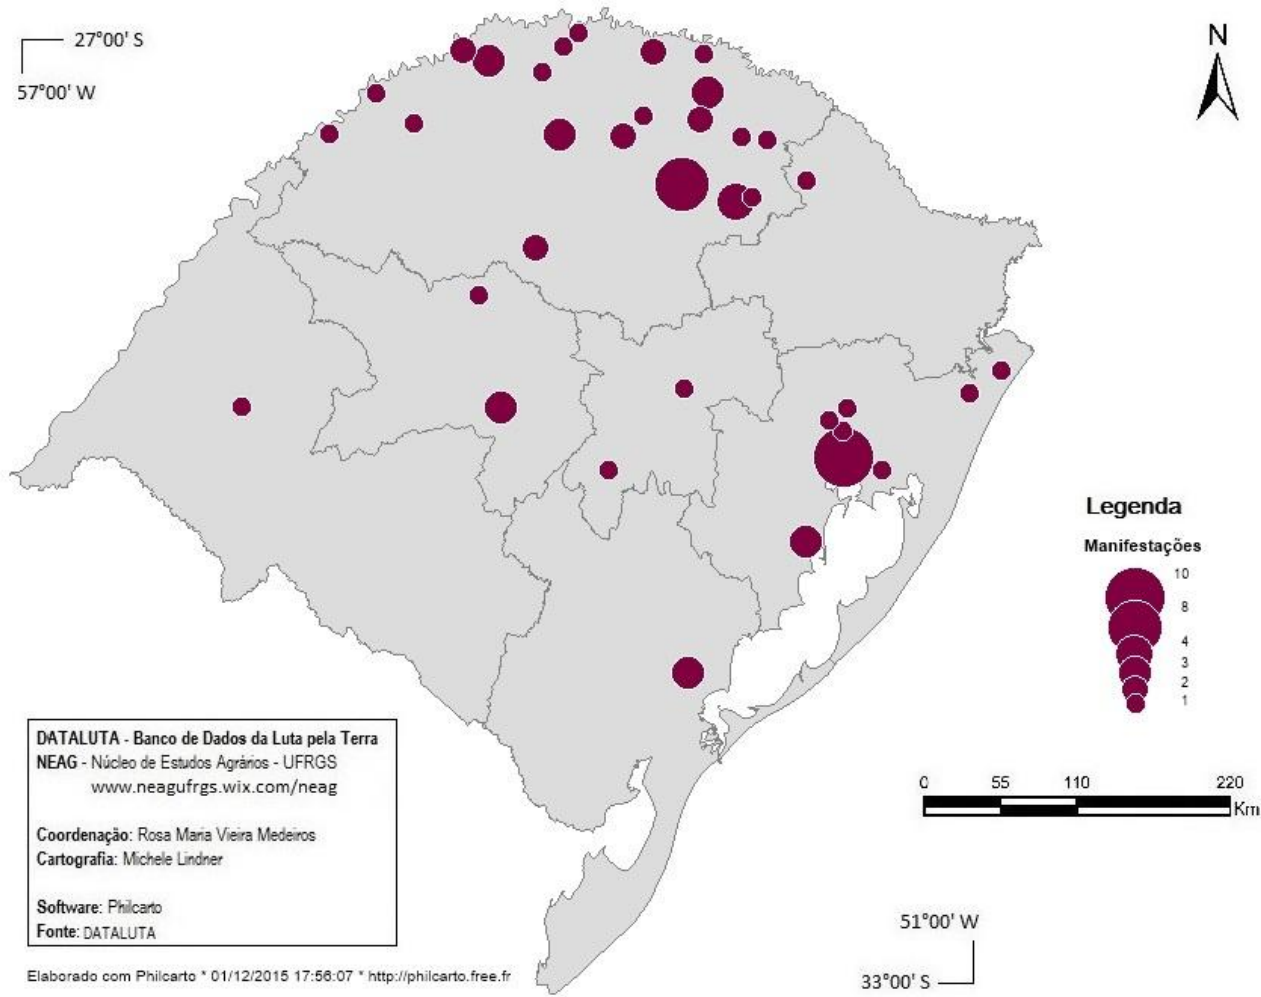 27°00' S
57°00' W
N
Legenda
Manifestações
10
8
4
3
2
1
0 55 110 220
Km
DATALUTA - Banco de Dados da Luta pela Terra
NEAG - Núcleo de Estudos Agrários - UFRGS
www.neagufrgs.wix.com/neag
Coordenação: Rosa Maria Vieira Medeiros
Cartografia: Michele Lindner
Software: Philcarto
Fonte: DATALUTA
51°00' W
33°00' S
Elaborado com Philcarto * 01/12/2015 17:56:07 * http://philcarto.free.fr